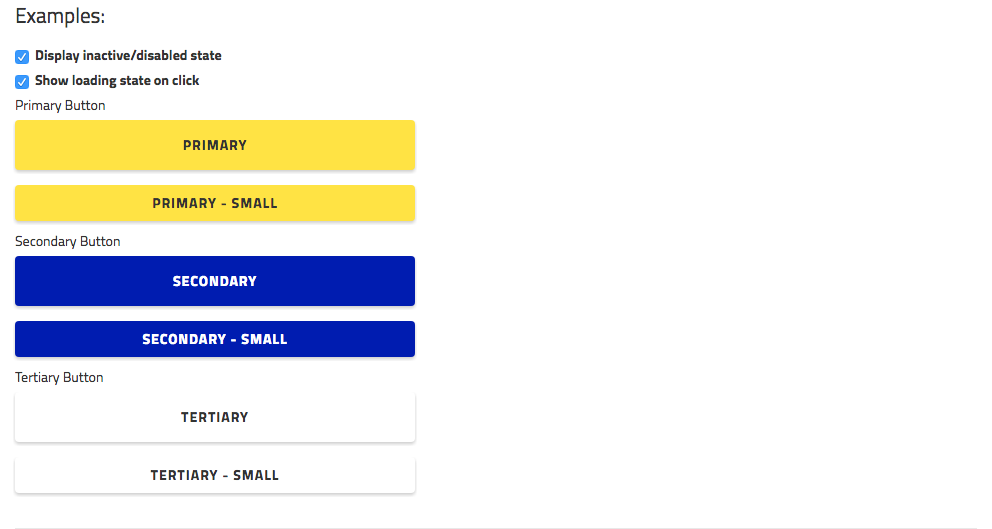 Examples:
Display inactive/disabled state
Show loading state on click
Primary Button
PRIMARY
PRIMARY - SMALL
Secondary Button
SECONDARY
SECONDARY - SMALL
Tertiary Button
TERTIARY
TERTIARY - SMALL